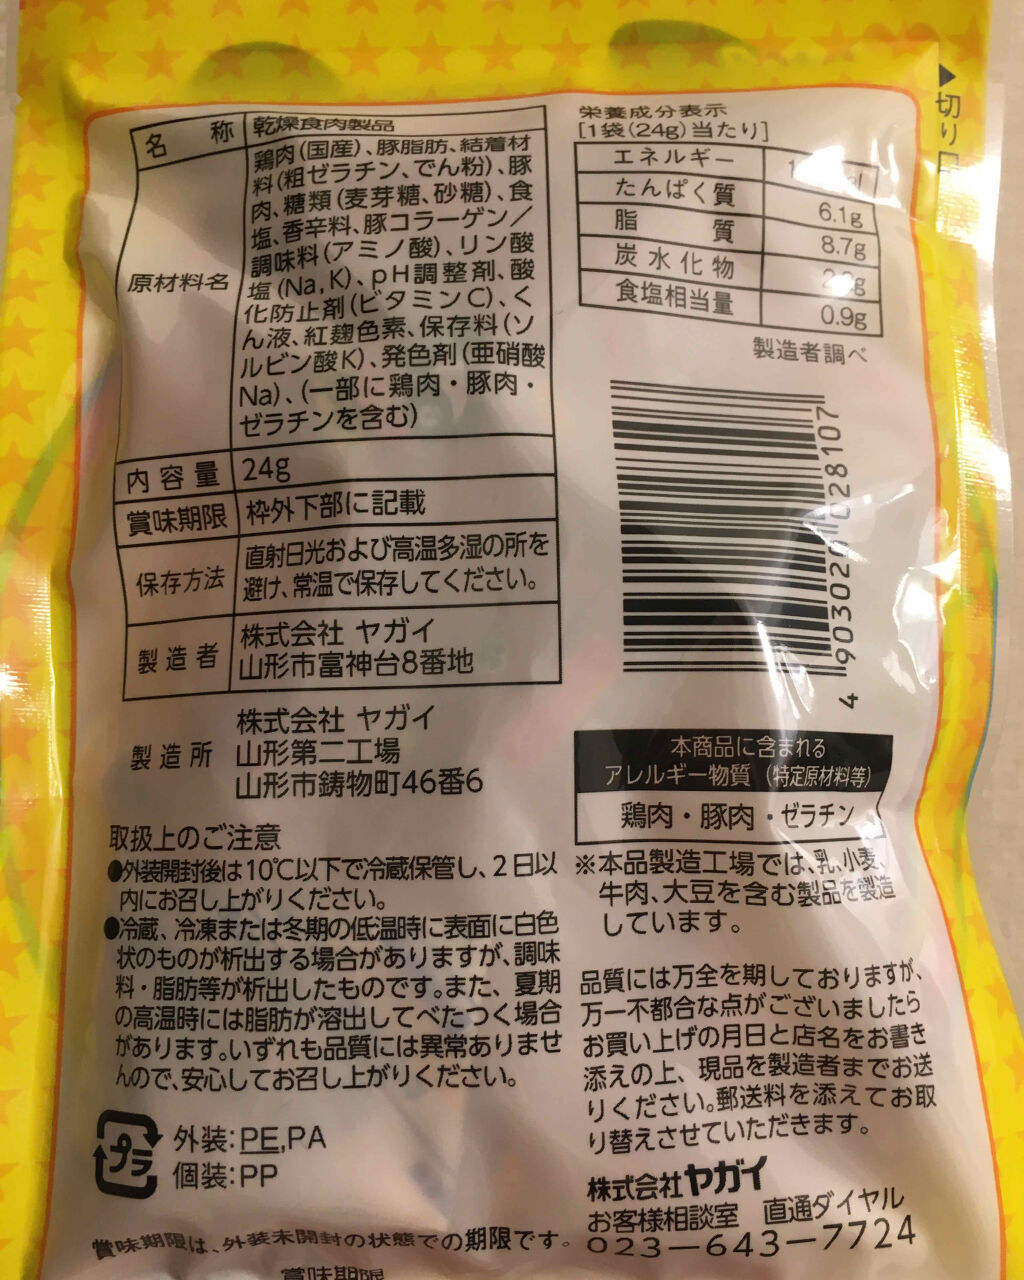 切り口
名称 乾燥食肉製品
原材料名
鶏肉(国産)、豚脂肪、結着材
料(粗ゼラチン、でん粉)、豚
肉、糖類(麦芽糖、砂糖)、食
塩、香辛料、豚コラーゲン/
調味料(アミノ酸)、リン酸
塩(Na,K)、pH調整剤、酸
化防止剤(ビタミンC)、く
ん液、紅麹色素、保存料(ソ
ルビン酸K)、発色剤(亜硝酸
Na)、(一部に鶏肉・豚肉・
ゼラチンを含む)
内容量 24g
賞味期限 枠外下部に記載
保存方法
直射日光および高温多湿の所を
避け、常温で保存してください。
製造者
株式会社 ヤガイ
山形市富神台8番地
製造所
株式会社 ヤガイ
山形第二工場
山形市鋳物町46番6
取扱上のご注意
●外装開封後は10℃以下で冷蔵保管し、2日以
内にお召し上がりください。
●冷蔵、冷凍または冬期の低温時に表面に白色
状のものが析出する場合がありますが、調味
料・脂肪等が析出したものです。また、夏期
の高温時には脂肪が溶出してべたつく場合
があります。いずれも品質には異常ありませ
んので、安心してお召し上がりください。
プラ
外装:PE,PA
個装:PP
賞味期限は、外装未開封の状態での期限です。
賞味期限
栄養成分表示
[1袋(24g)当たり]
エネルギー
たんぱく質 6.1g
脂質 8.7g
炭水化物
食塩相当量 0.9g
製造者調べ
4 903020 028107
本商品に含まれる
アレルギー物質(特定原材料等)
鶏肉・豚肉・ゼラチン
※本品製造工場では、乳、小麦、
牛肉、大豆を含む製品を製造
しています。
品質には万全を期しておりますが、
万一不都合な点がございましたら
お買い上げの月日と店名をお書き
添えの上、現品を製造者までお送
りください。郵送料を添えてお取
り替えさせていただきます。
株式会社ヤガイ
お客様相談室 直通ダイヤル
023-643-7724